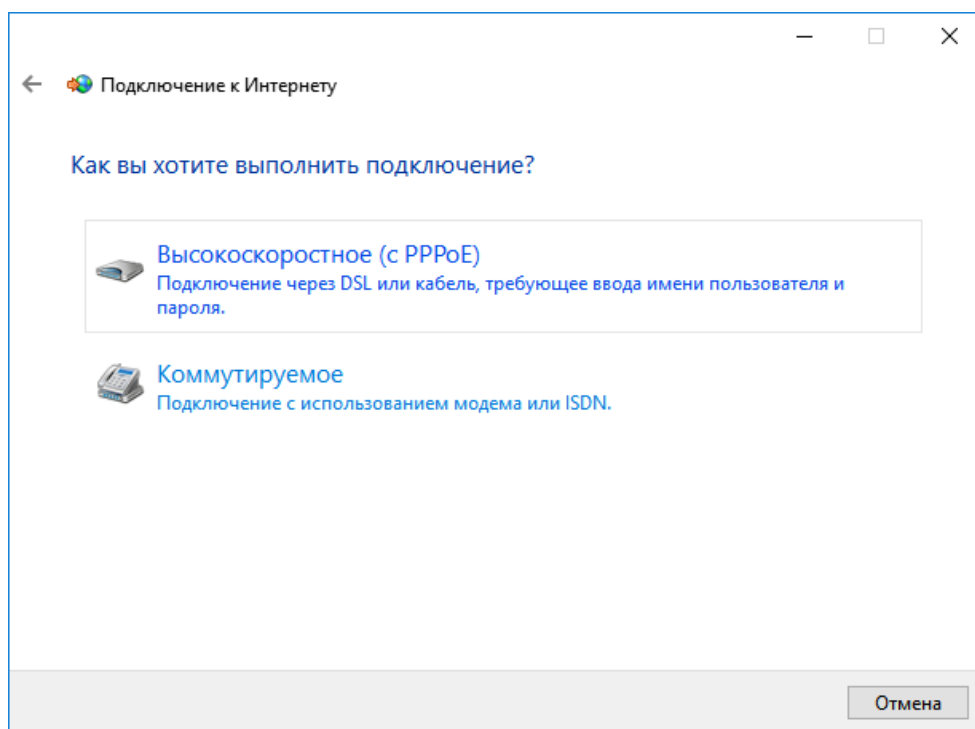 Подключение к Интернету
Как вы хотите выполнить подключение?
Высокоскоростное (с PPPoE)
Подключение через DSL или кабель, требующее ввода имени пользователя и
пароля.
Коммутируемое
Подключение с использованием модема или ISDN.
Отмена